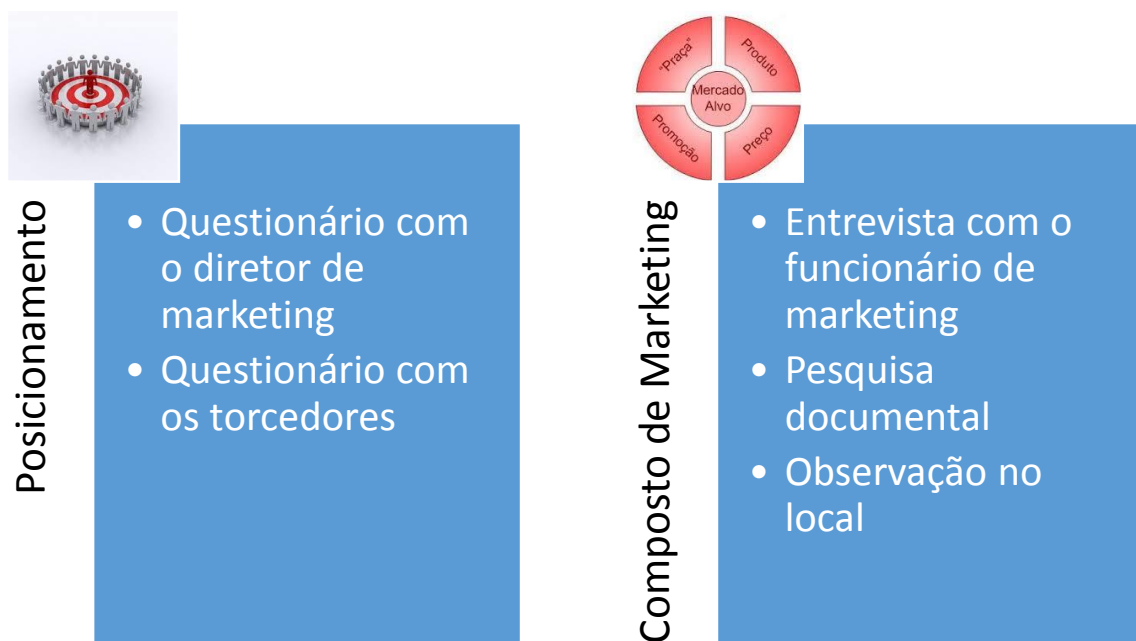 Posicionamento
• Questionário com
o diretor de
marketing
• Questionário com
os torcedores
"Praça"
Produto
Mercado
Alvo
Promoção
Preço
Composto de Marketing
• Entrevista com o
funcionário de
marketing
• Pesquisa
documental
• Observação no
local